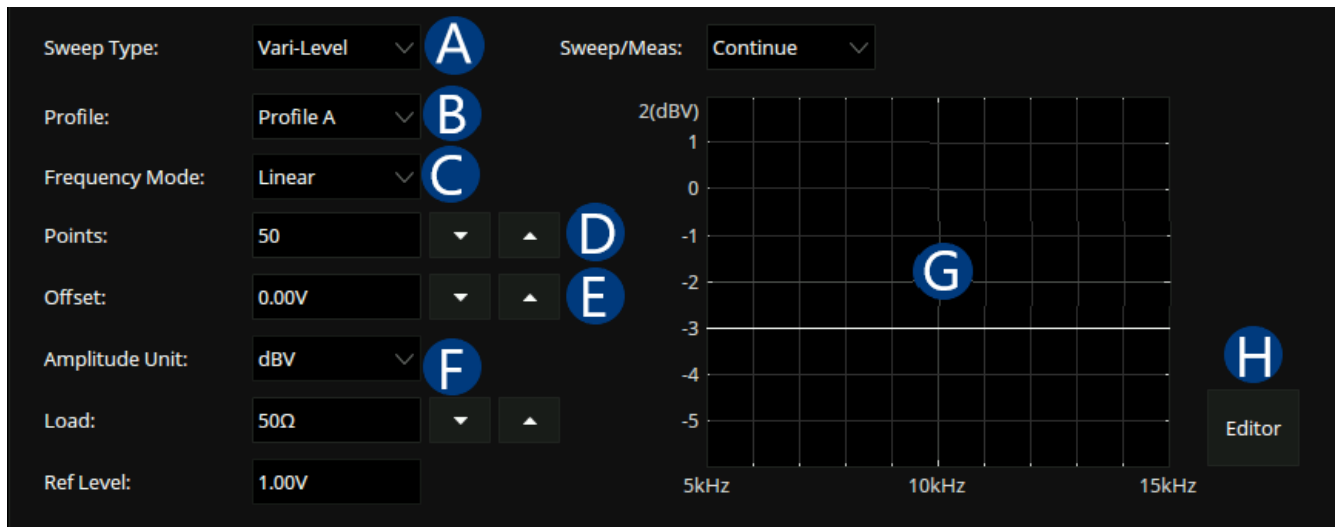 Sweep Type: Vari-Level A Sweep/Meas: Continue
Profile: Profile A B 2(dBV)
1
Frequency Mode: Linear C
0
Points: 50 D -1
G
-2
Offset: 0.00V E
-3
Amplitude Unit: dBV F H
-4
Load: 50Ω -5 Editor
Ref Level: 1.00V 5kHz 10kHz 15kHz